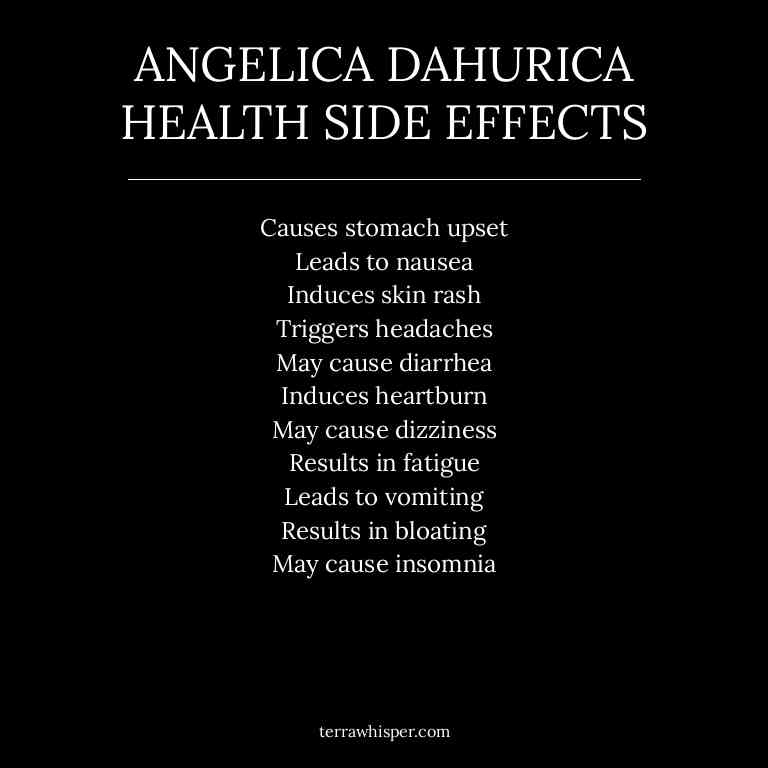 ANGELICA DAHURICA
HEALTH SIDE EFFECTS
Causes stomach upset
Leads to nausea
Induces skin rash
Triggers headaches
May cause diarrhea
Induces heartburn
May cause dizziness
Results in fatigue
Leads to vomiting
Results in bloating
May cause insomnia
terrawhisper.com